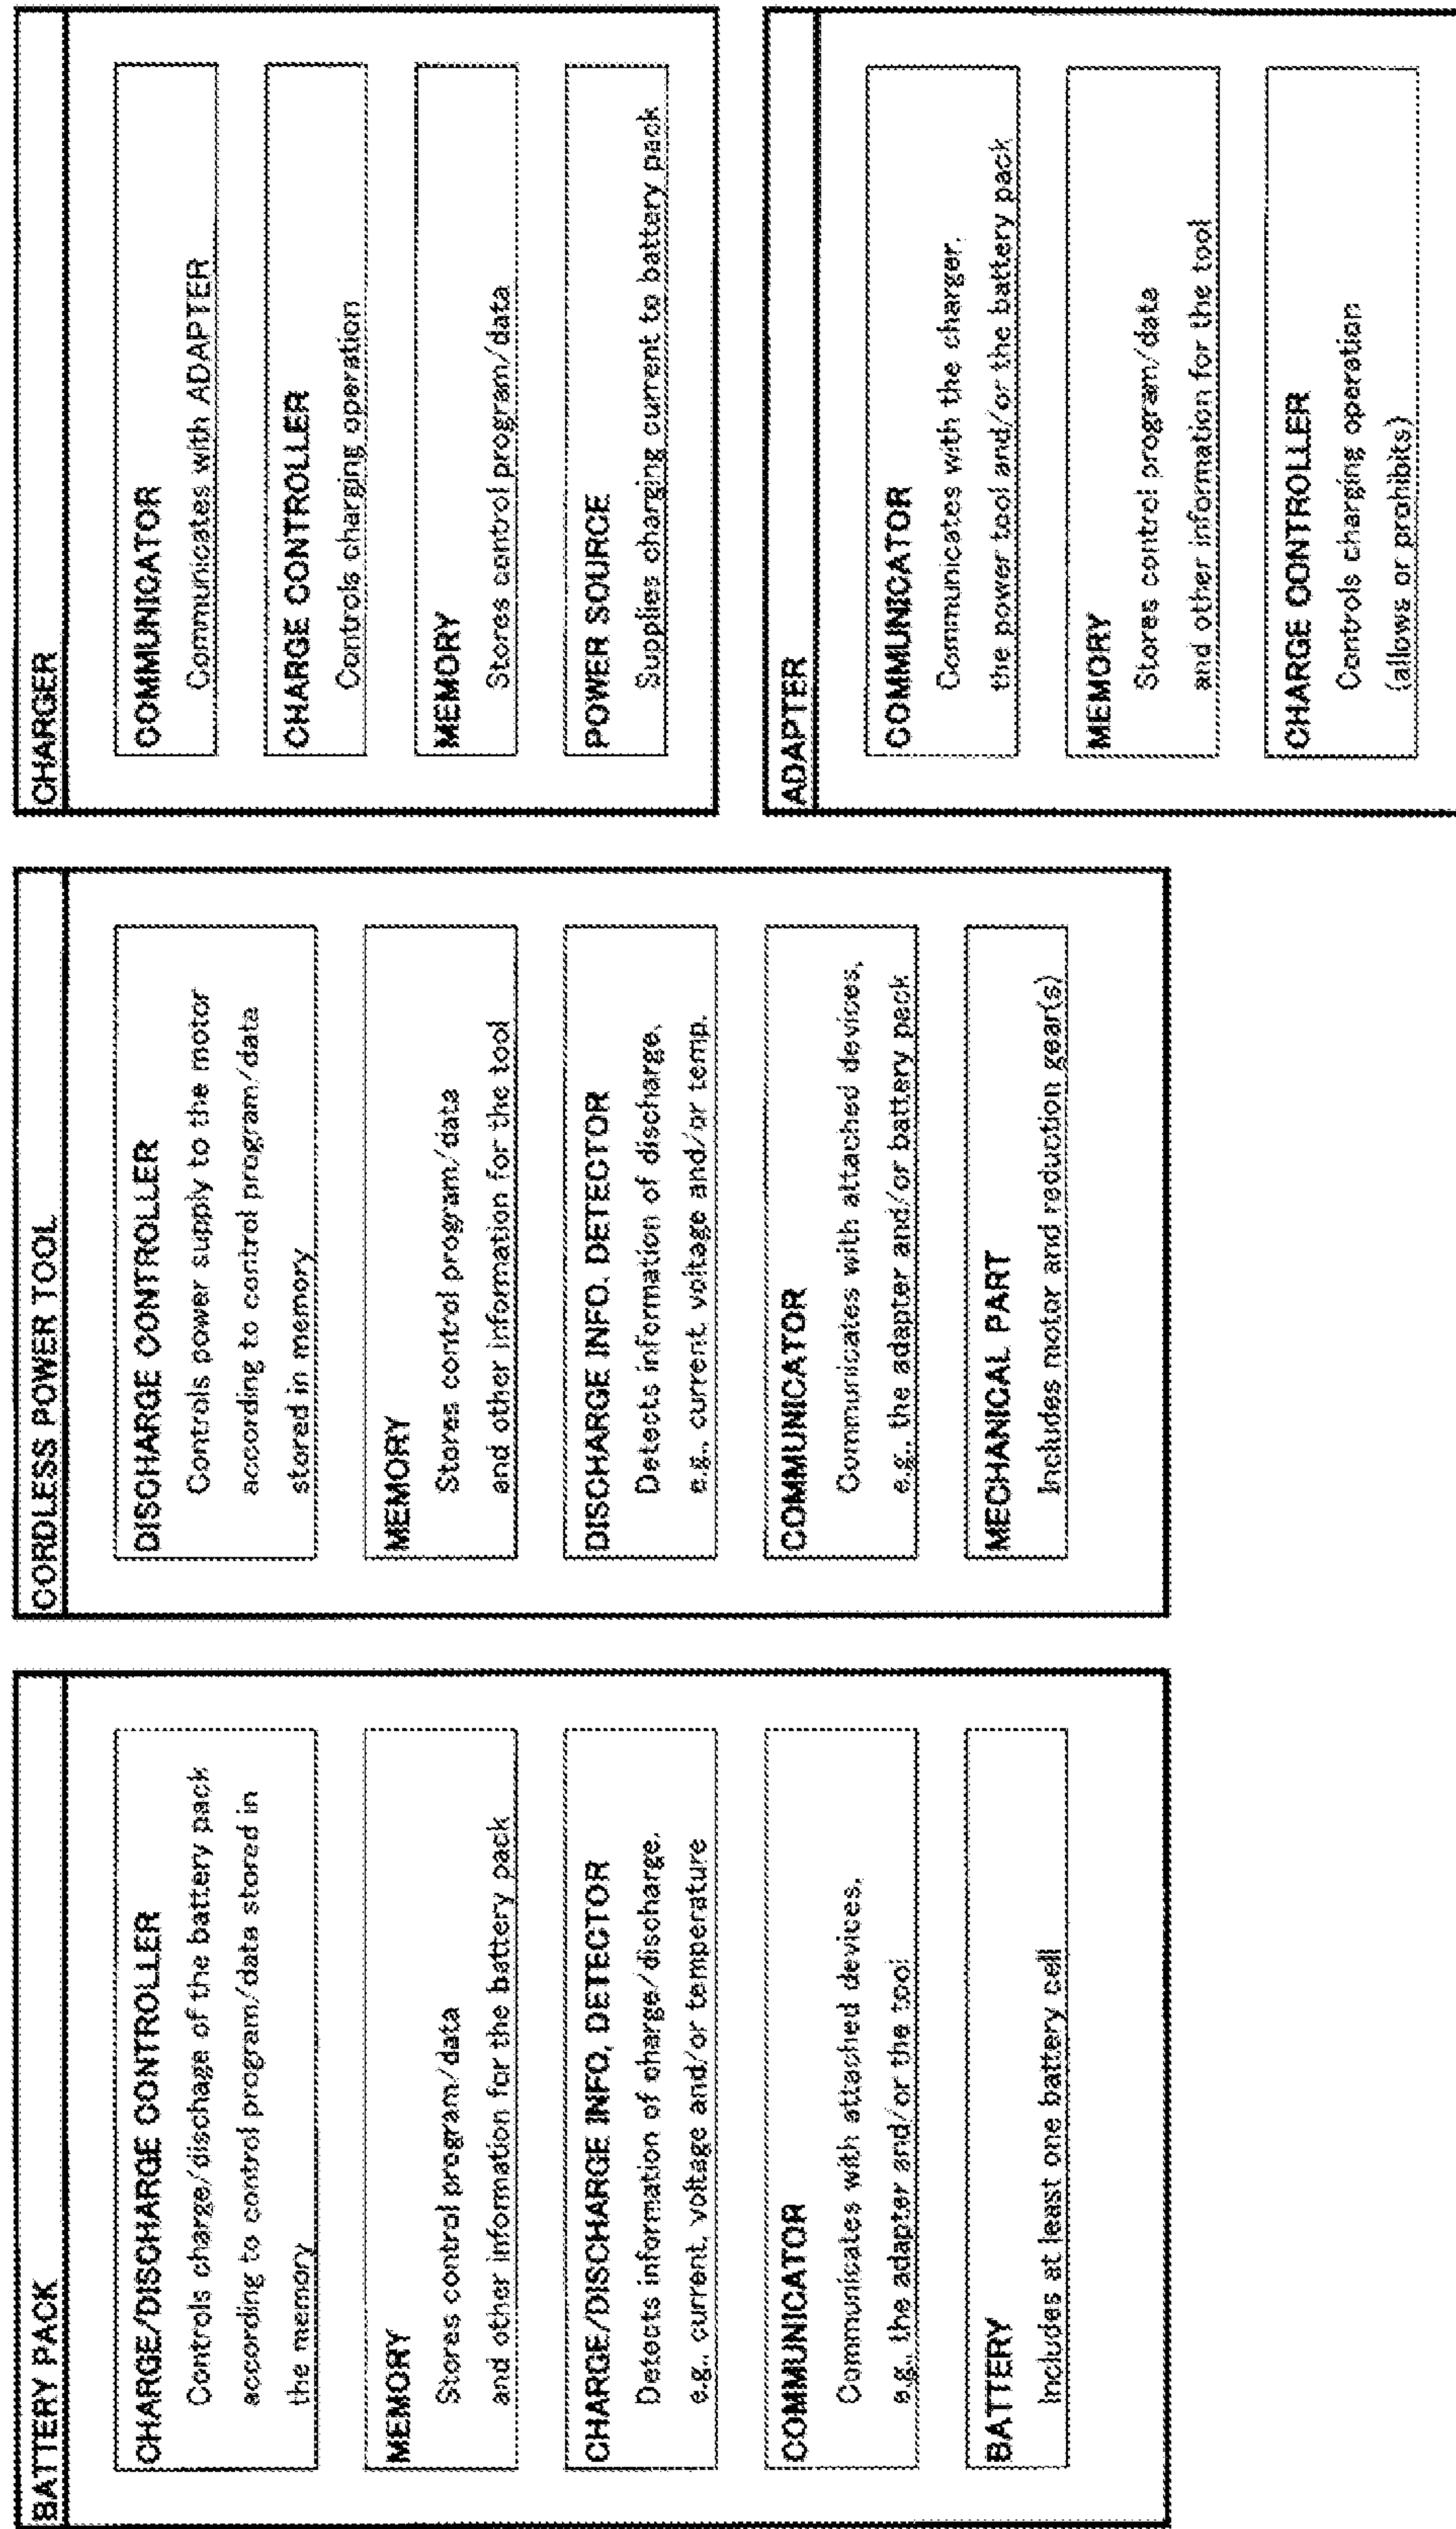 BATTERY PACK
CHARGE/DISCHARGE CONTROLLER
Controls charge/dischage of the battery pack
according to control program/data stored in
the memory
MEMORY
Stores control program/data
and other information for the battery pack
CHARGE/DISCHARGE INFO. DETECTOR
Detects information of charge/discharge,
e.g., current, voltage and/or temperature
COMMUNICATOR
Communicates with attached devices,
e.g., the adapter and/or the tool
BATTERY
Includes at least one battery cell
CORDLESS POWER TOOL
DISCHARGE CONTROLLER
Controls power supply to the motor
according to control program/data
stored in memory
MEMORY
Stores control program/data
and other information for the tool
DISCHARGE INFO. DETECTOR
Detects information of discharge,
e.g., current, voltage and/or temp.
COMMUNICATOR
Communicates with attached devices,
e.g., the adapter and/or battery pack
MECHANICAL PART
Includes motor and reduction gear(s)
CHARGER
COMMUNICATOR
Communicates with ADAPTER
CHARGE CONTROLLER
Controls charging operation
MEMORY
Stores control program/data
POWER SOURCE
Supplies charging current to battery pack
ADAPTER
COMMUNICATOR
Communicates with the charger,
the power tool and/or the battery pack
MEMORY
Stores control program/data
and other information for the tool
CHARGE CONTROLLER
Controls charging operation
(allows or prohibits)